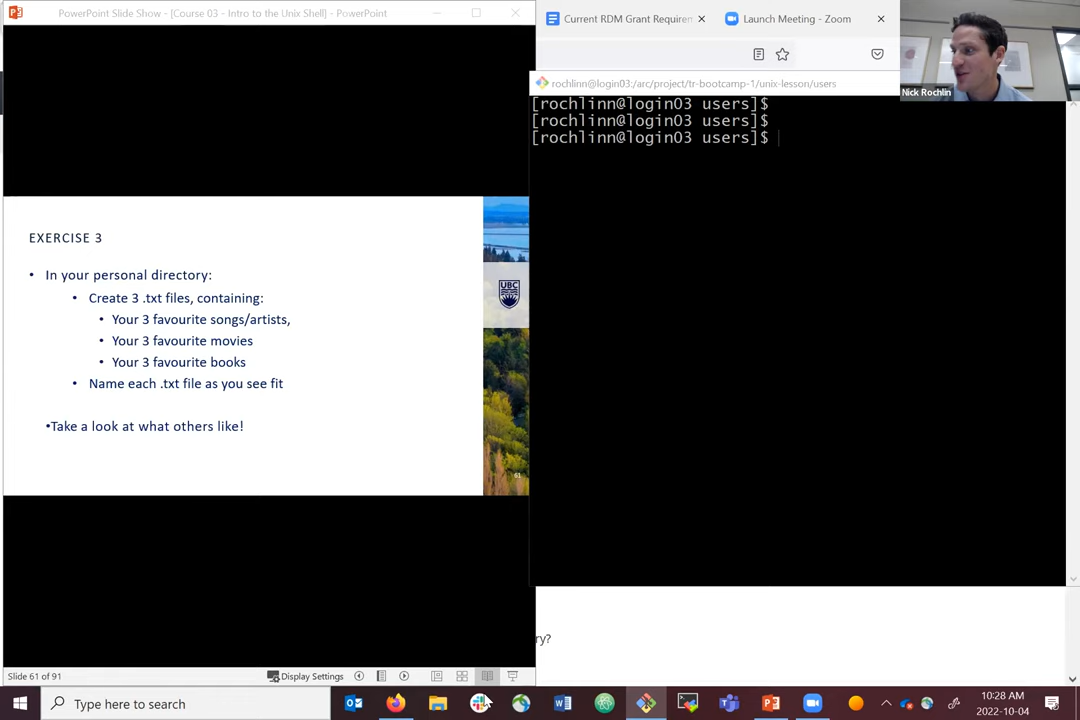 PowerPoint Slide Show - [Course 03 - Intro to the Unix Shell] - PowerPoint
Current RDM Grant Requiren
Launch Meeting - Zoom
rochlinn@login03:/arc/project/tr-bootcamp-1/unix-lesson/users
Nick Rochlin
[rochlinn@login03 users]$
[rochlinn@login03 users]$
[rochlinn@login03 users]$
EXERCISE 3
• In your personal directory:
• Create 3 .txt files, containing:
• Your 3 favourite songs/artists,
• Your 3 favourite movies
• Your 3 favourite books
• Name each .txt file as you see fit
•Take a look at what others like!
UBC
61
ry?
Slide 61 of 91
Display Settings
Type here to search
10:28 AM
2022-10-04